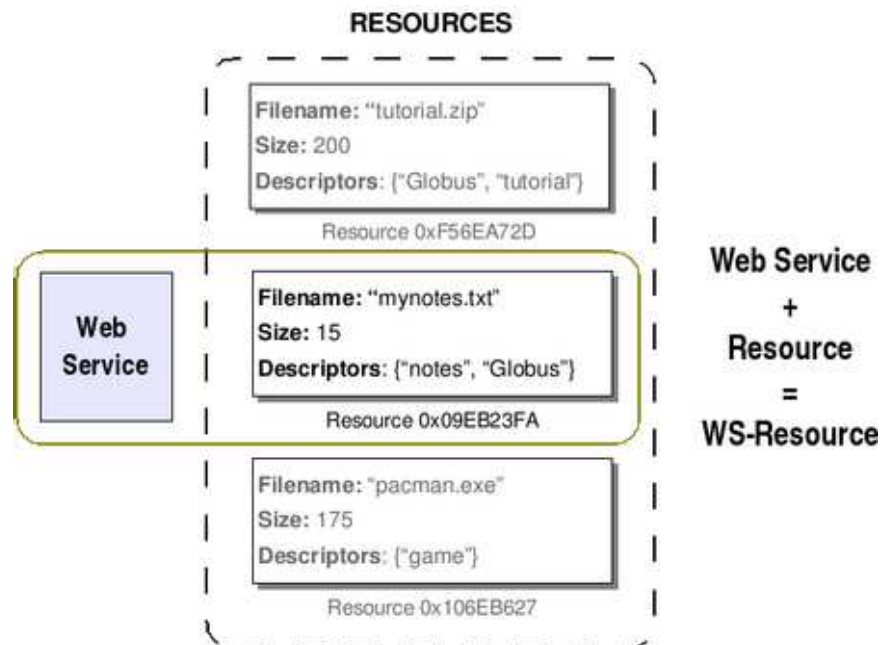 RESOURCES
Filename: “tutorial.zip”
Size: 200
Descriptors: {“Globus”, “tutorial”}
Resource 0xF56EA72D
Web
Service
Filename: “mynotes.txt”
Size: 15
Descriptors: {“notes”, “Globus”}
Resource 0x09EB23FA
Filename: “pacman.exe”
Size: 175
Descriptors: {“game”}
Resource 0x106EB627
Web Service
+
Resource
=
WS-Resource